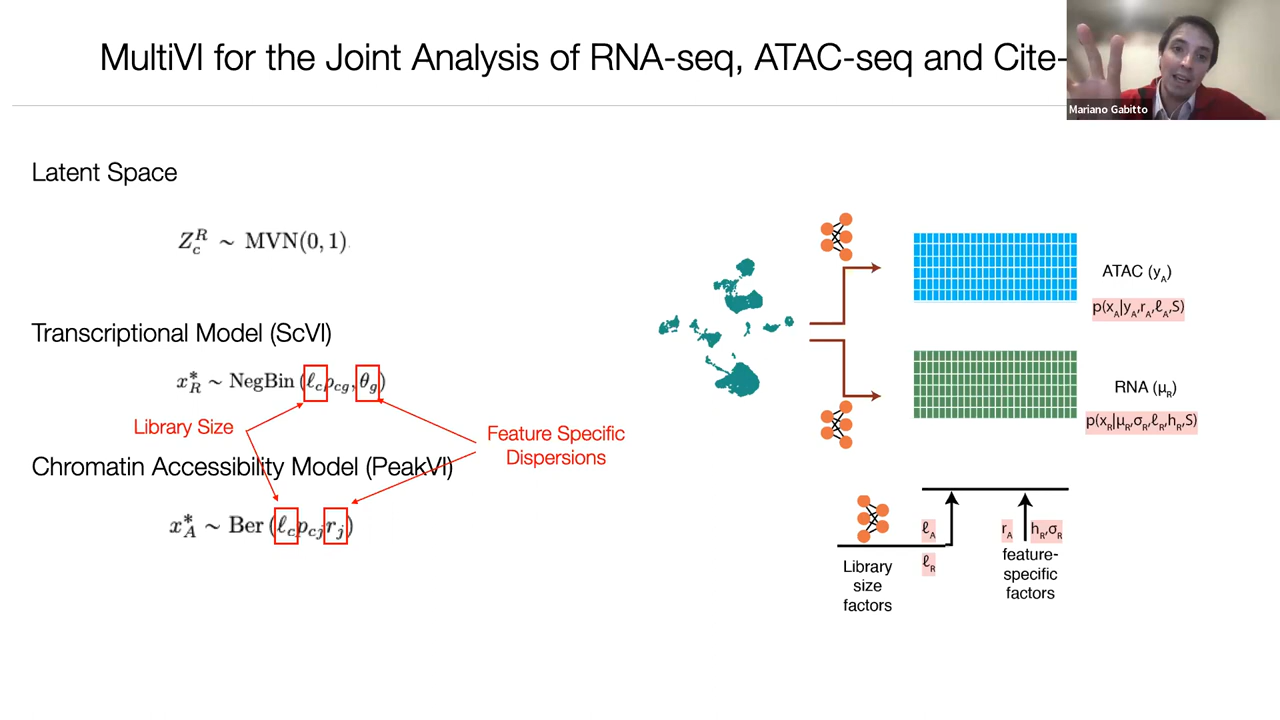 MultiVI for the Joint Analysis of RNA-seq, ATAC-seq and Cite-
Mariano Gabitto
Latent Space
Z_c^R ~ MVN(0, 1)
Transcriptional Model (ScVI)
x_R^* ~ NegBin (ℓ_c p_cg, θ_g)
Library Size
Feature Specific
Dispersions
Chromatin Accessibility Model (PeakVI)
x_A^* ~ Ber (ℓ_c p_cj r_j)
ATAC (y_A)
p(x_A|y_A,r_A,ℓ_A,S)
RNA (μ_R)
p(x_R|μ_R,σ_R,ℓ_R,h_R,S)
ℓ_A
ℓ_R
Library
size
factors
r_A
h_R,σ_R
feature-
specific
factors